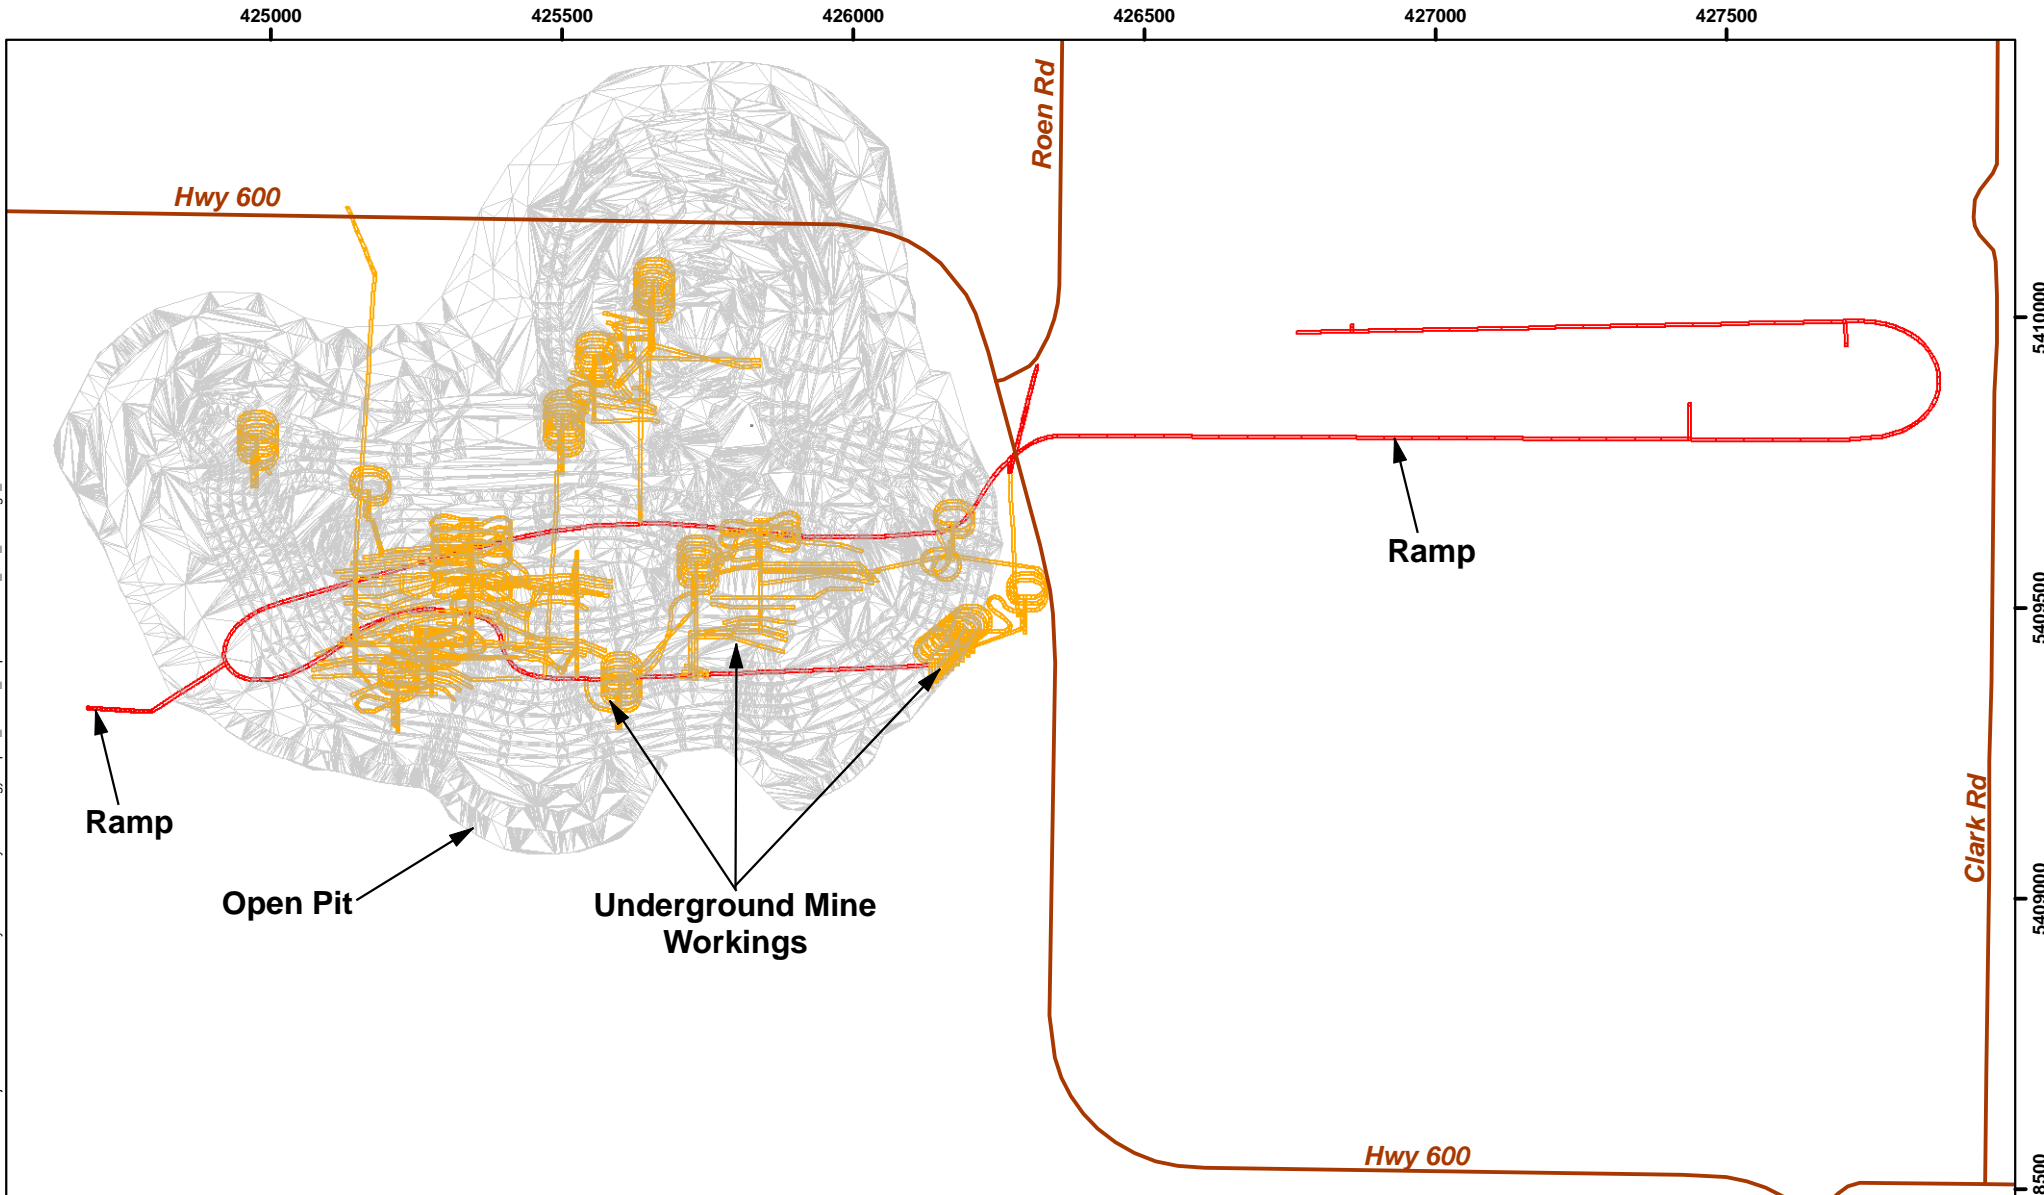 425000 425500 426000 426500 427000 427500
Roen Rd
Hwy 600
5410000
Ramp
5409500
Ramp
Clark Rd
Open Pit
Underground Mine
Workings
5409000
Hwy 600